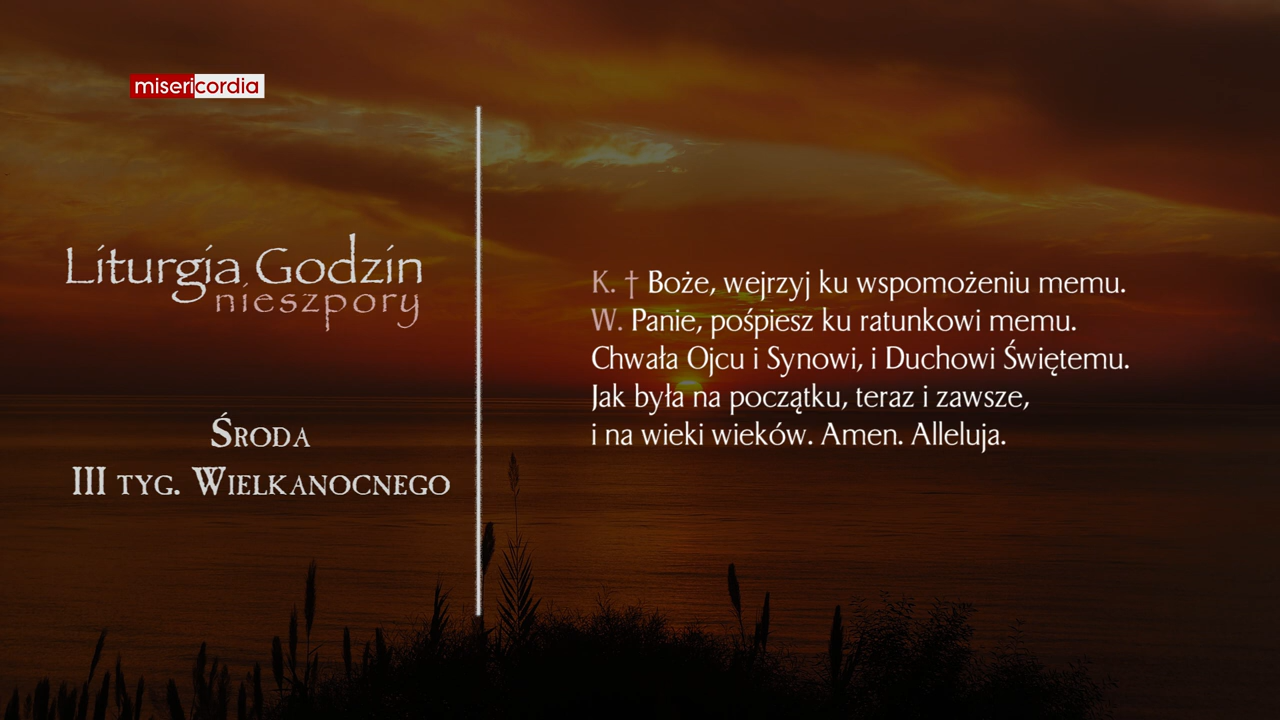 misericordia
Liturgia Godzin
nieszpory
Środa
III tyg. Wielkanocnego
K. † Boże, wejrzyj ku wspomożeniu memu.
W. Panie, pośpiesz ku ratunkowi memu.
Chwała Ojcu i Synowi, i Duchowi Świętemu.
Jak była na początku, teraz i zawsze,
i na wieki wieków. Amen. Alleluja.